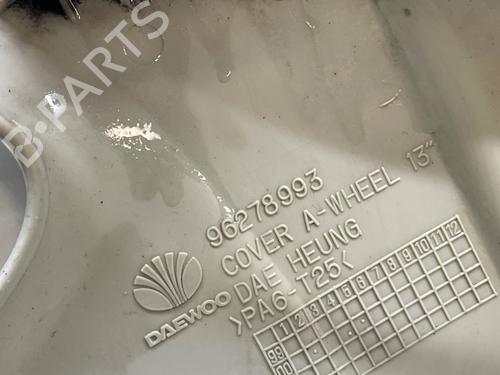 B-PARTS
96278993
COVER A-WHEEL 13"
DAE HEUNG
>PA6-T25<
DAEWOO
1 2 3 4 5 6 7 8 9 10 11 12
99
00